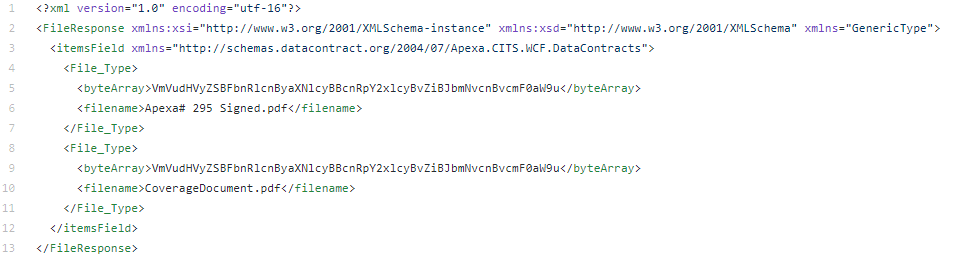 1 <?xml version="1.0" encoding="utf-16"?>
2 <FileResponse xmlns:xsi="http://www.w3.org/2001/XMLSchema-instance" xmlns:xsd="http://www.w3.org/2001/XMLSchema" xmlns="GenericType">
3 <itemsField xmlns="http://schemas.datacontract.org/2004/07/Apexa.CITS.WCF.DataContracts">
4 <File_Type>
5 <byteArray>VmVudHVyZSBFbnRlcnByaXNlcyBBcnRpY2xlcyBvZiBJbmNvcnBvcmF0aW9u</byteArray>
6 <filename>Apexa# 295 Signed.pdf</filename>
7 </File_Type>
8 <File_Type>
9 <byteArray>VmVudHVyZSBFbnRlcnByaXNlcyBBcnRpY2xlcyBvZiBJbmNvcnBvcmF0aW9u</byteArray>
10 <filename>CoverageDocument.pdf</filename>
11 </File_Type>
12 </itemsField>
13 </FileResponse>